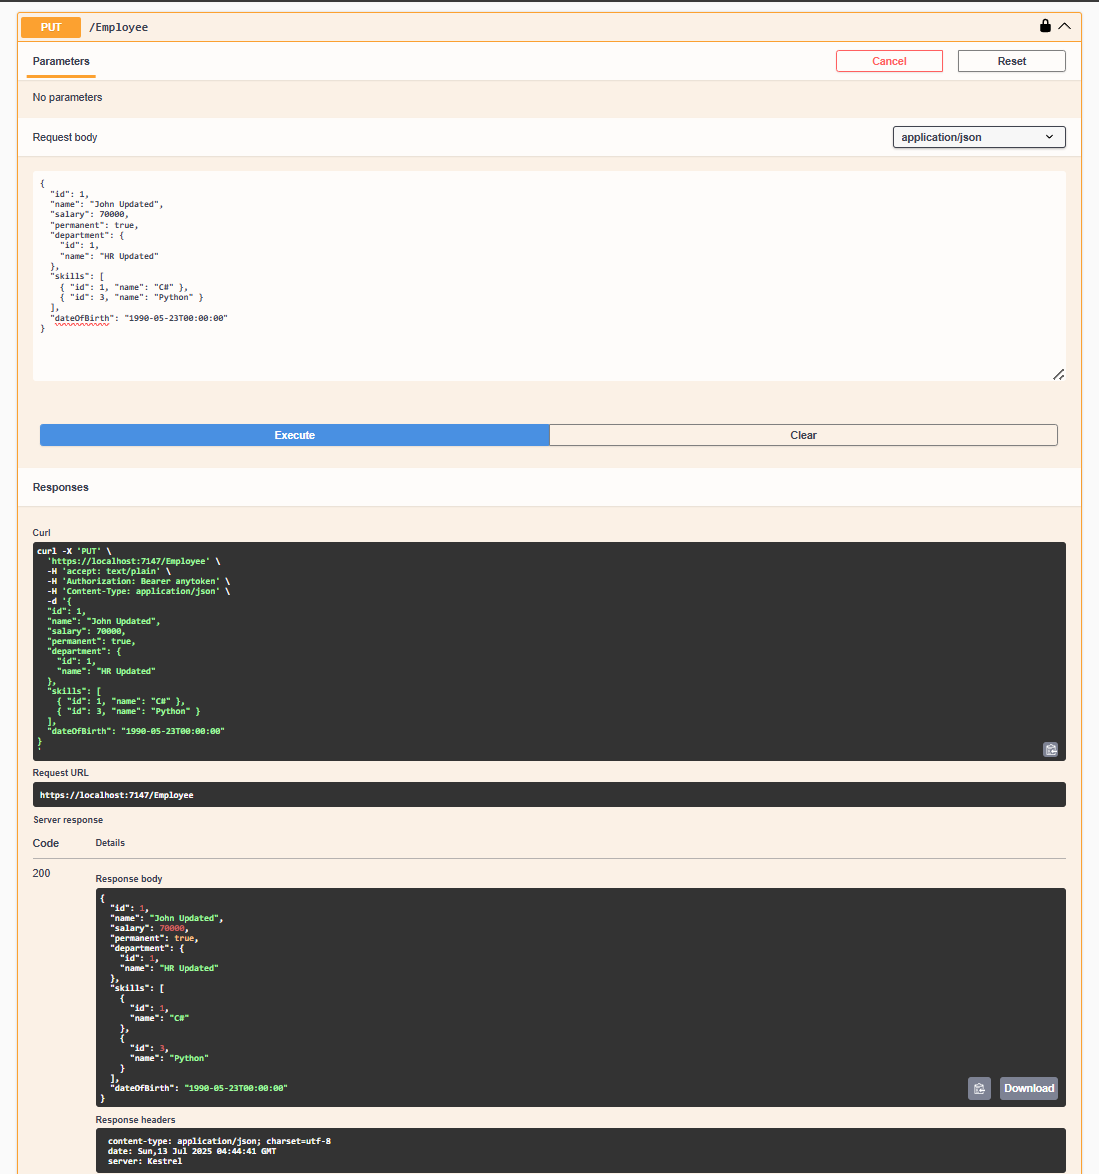 PUT /Employee
Parameters Cancel Reset
No parameters
Request body application/json
{
  "id": 1,
  "name": "John Updated",
  "salary": 70000,
  "permanent": true,
  "department": {
    "id": 1,
    "name": "HR Updated"
  },
  "skills": [
    { "id": 1, "name": "C#" },
    { "id": 3, "name": "Python" }
  ],
  "dateOfBirth": "1990-05-23T00:00:00"
}
Execute Clear
Responses
Curl
curl -X 'PUT' \
  'https://localhost:7147/Employee' \
  -H 'accept: text/plain' \
  -H 'Authorization: Bearer anytoken' \
  -H 'Content-Type: application/json' \
  -d '{
  "id": 1,
  "name": "John Updated",
  "salary": 70000,
  "permanent": true,
  "department": {
    "id": 1,
    "name": "HR Updated"
  },
  "skills": [
    { "id": 1, "name": "C#" },
    { "id": 3, "name": "Python" }
  ],
  "dateOfBirth": "1990-05-23T00:00:00"
}
'
Request URL
https://localhost:7147/Employee
Server response
Code Details
200
Response body
{
  "id": 1,
  "name": "John Updated",
  "salary": 70000,
  "permanent": true,
  "department": {
    "id": 1,
    "name": "HR Updated"
  },
  "skills": [
    {
      "id": 1,
      "name": "C#"
    },
    {
      "id": 3,
      "name": "Python"
    }
  ],
  "dateOfBirth": "1990-05-23T00:00:00"
}
Download
Response headers
content-type: application/json; charset=utf-8
date: Sun,13 Jul 2025 04:44:41 GMT
server: Kestrel